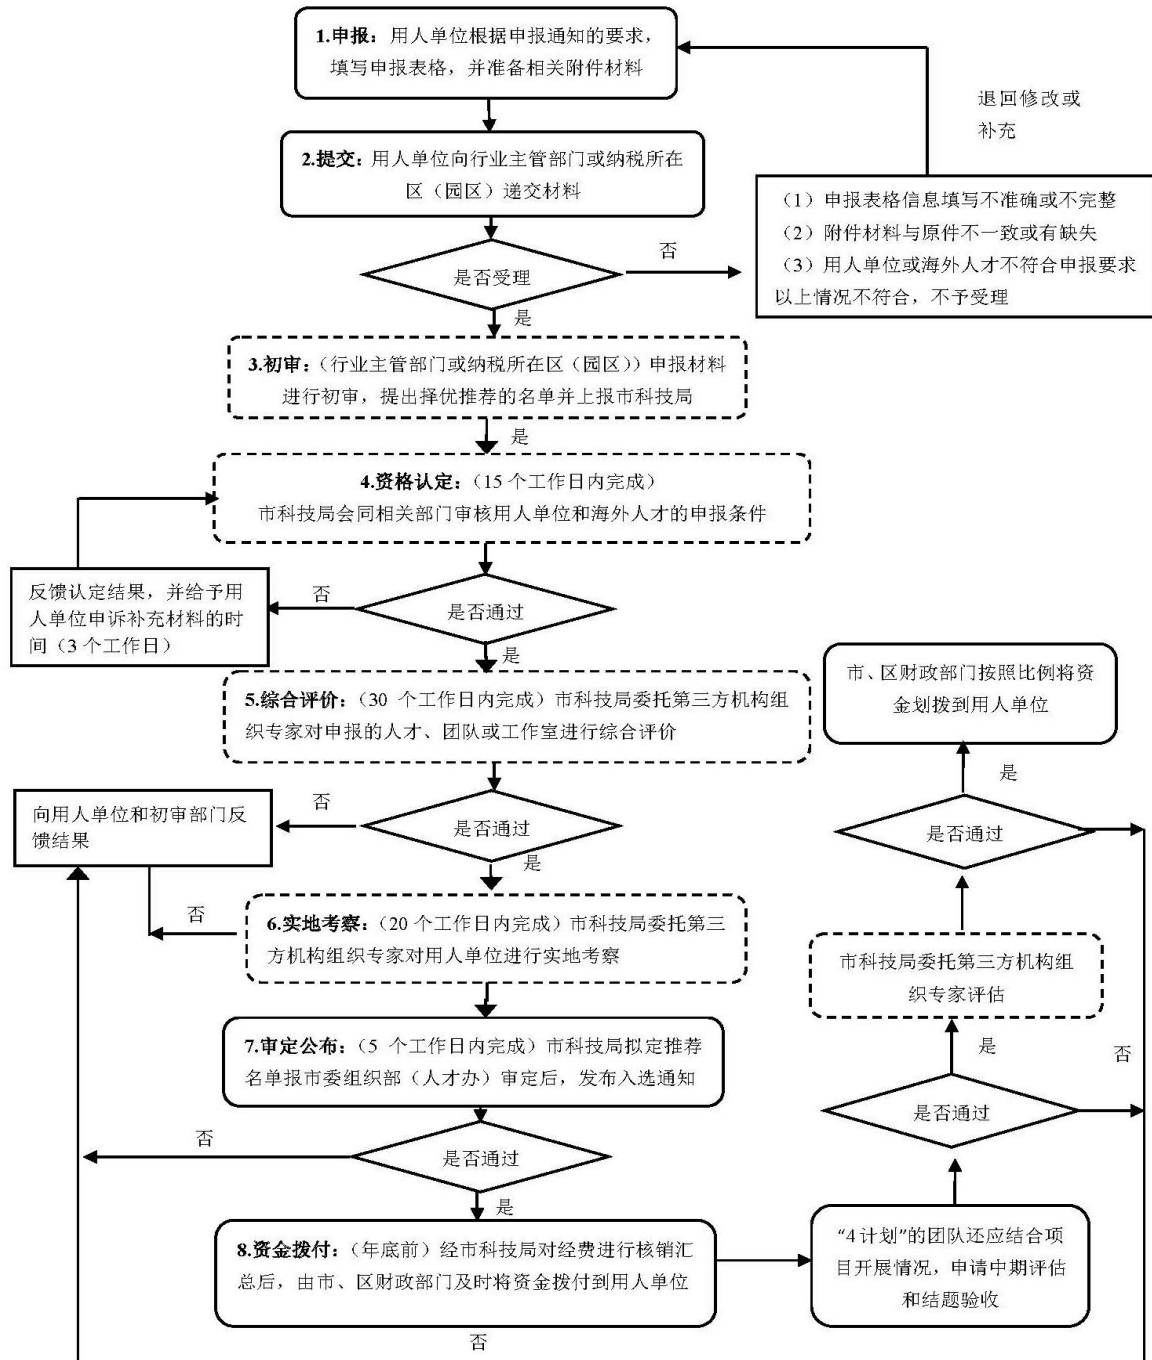 1.申报：用人单位根据申报通知的要求，
填写申报表格，并准备相关附件材料
退回修改或
补充
2.提交：用人单位向行业主管部门或纳税所在
区（园区）递交材料
（1）申报表格信息填写不准确或不完整
（2）附件材料与原件不一致或有缺失
（3）用人单位或海外人才不符合申报要求
以上情况不符合，不予受理
是否受理
否
是
3.初审：（行业主管部门或纳税所在区（园区））申报材料
进行初审，提出择优推荐的名单并上报市科技局
是
4.资格认定：（15个工作日内完成）
市科技局会同相关部门审核用人单位和海外人才的申报条件
反馈认定结果，并给予用
人单位申诉补充材料的时
间（3个工作日）
否
是否通过
是
5.综合评价：（30 个工作日内完成）市科技局委托第三方机构组
织专家对申报的人才、团队或工作室进行综合评价
市、区财政部门按照比例将资
金划拨到用人单位
是
向用人单位和初审部门反
馈结果
否
是否通过
是
是否通过
6.实地考察：（20个工作日内完成）市科技局委托第三
方机构组织专家对用人单位进行实地考察
否
市科技局委托第三方机构组
织专家评估
7.审定公布：（5 个工作日内完成）市科技局拟定推荐
名单报市委组织部（人才办）审定后，发布入选通知
是
否
是否通过
否
是否通过
是
8.资金拨付：（年底前）经市科技局对经费进行核销汇
总后，由市、区财政部门及时将资金拨付到用人单位
“4计划”的团队还应结合项
目开展情况，申请中期评估
和结题验收
否